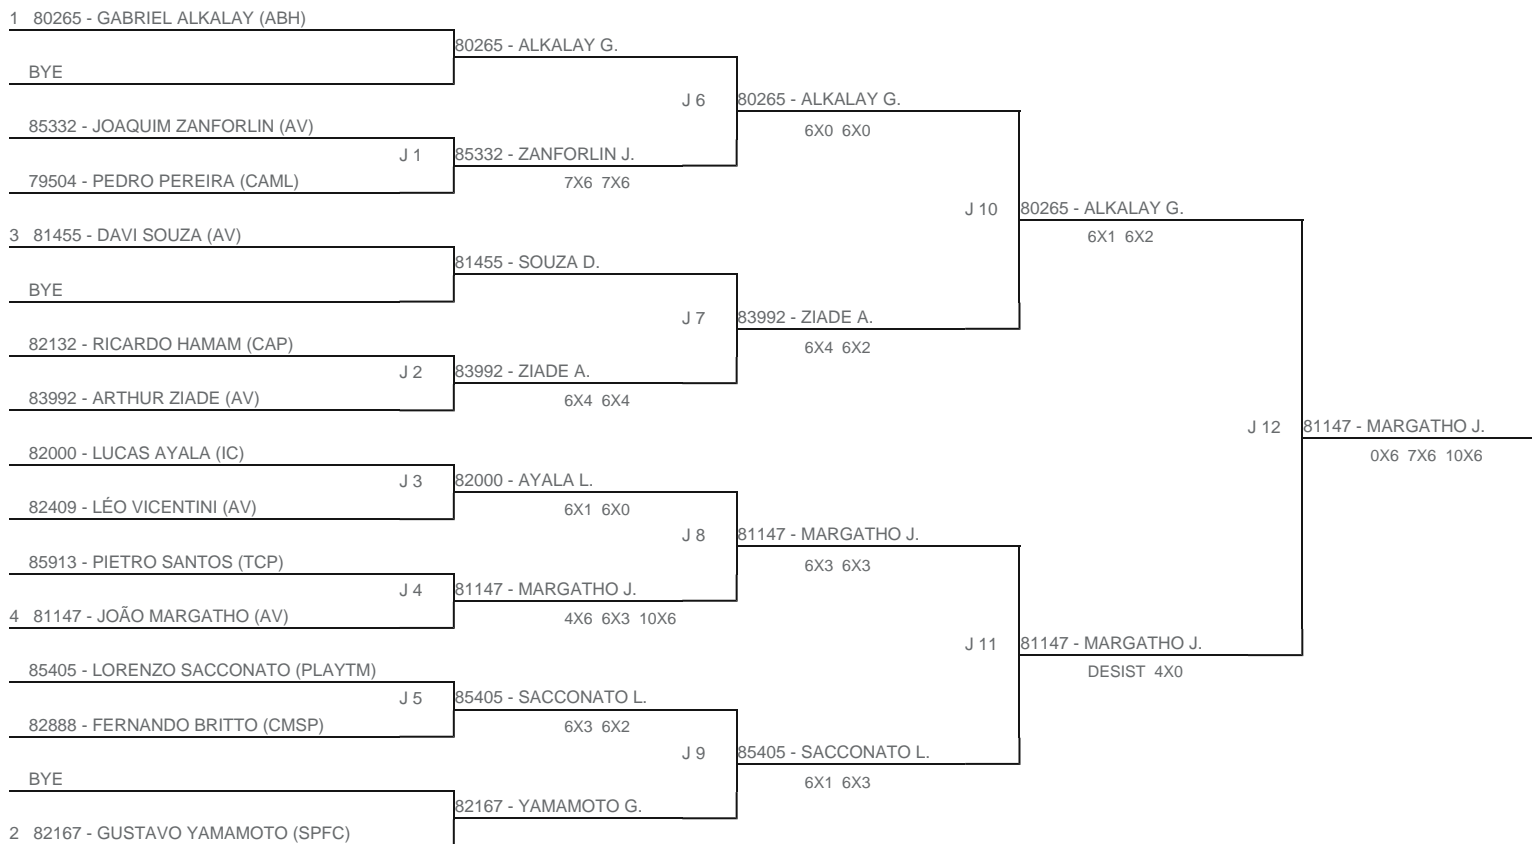 1 80265 - GABRIEL ALKALAY (ABH)
80265 - ALKALAY G.
BYE
J 6
80265 - ALKALAY G.
6X0 6X0
85332 - JOAQUIM ZANFORLIN (AV)
J 1
85332 - ZANFORLIN J.
7X6 7X6
79504 - PEDRO PEREIRA (CAML)
J 10
80265 - ALKALAY G.
6X1 6X2
3 81455 - DAVI SOUZA (AV)
81455 - SOUZA D.
BYE
J 7
83992 - ZIADE A.
6X4 6X2
82132 - RICARDO HAMAM (CAP)
J 2
83992 - ZIADE A.
6X4 6X4
83992 - ARTHUR ZIADE (AV)
J 12
81147 - MARGATHO J.
0X6 7X6 10X6
82000 - LUCAS AYALA (IC)
J 3
82000 - AYALA L.
6X1 6X0
82409 - LÉO VICENTINI (AV)
J 8
81147 - MARGATHO J.
6X3 6X3
85913 - PIETRO SANTOS (TCP)
J 4
81147 - MARGATHO J.
4X6 6X3 10X6
4 81147 - JOÃO MARGATHO (AV)
J 11
81147 - MARGATHO J.
DESIST 4X0
85405 - LORENZO SACCONATO (PLAYTM)
J 5
85405 - SACCONATO L.
6X3 6X2
82888 - FERNANDO BRITTO (CMSP)
J 9
85405 - SACCONATO L.
6X1 6X3
BYE
82167 - YAMAMOTO G.
2 82167 - GUSTAVO YAMAMOTO (SPFC)